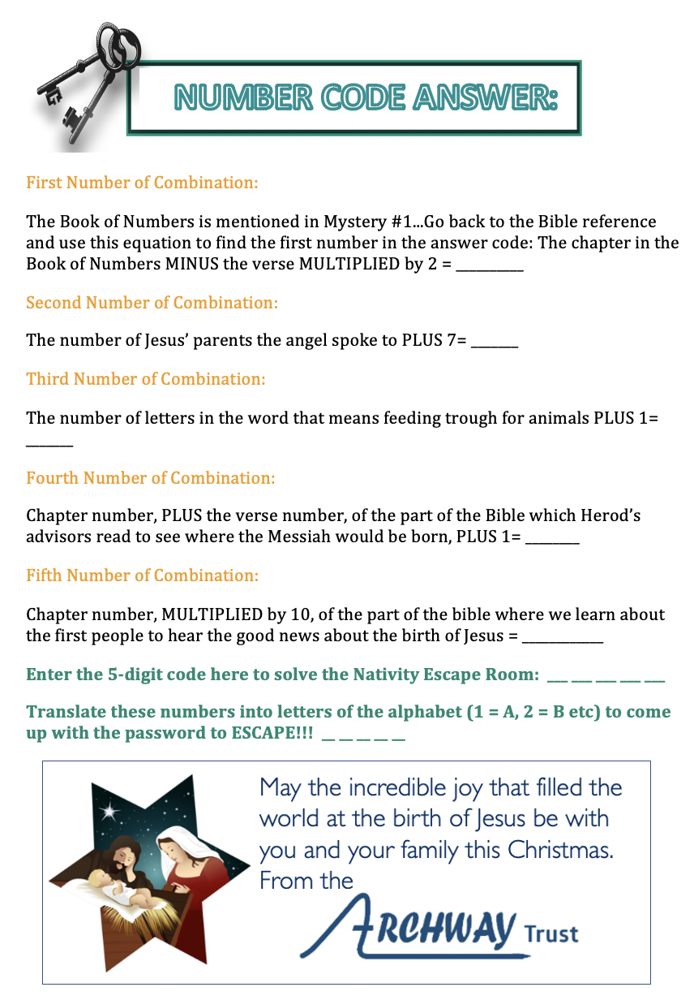 NUMBER CODE ANSWER:
First Number of Combination:
The Book of Numbers is mentioned in Mystery #1...Go back to the Bible reference
and use this equation to find the first number in the answer code: The chapter in the
Book of Numbers MINUS the verse MULTIPLIED by 2 = __________
Second Number of Combination:
The number of Jesus’ parents the angel spoke to PLUS 7= _______
Third Number of Combination:
The number of letters in the word that means feeding trough for animals PLUS 1=
_______
Fourth Number of Combination:
Chapter number, PLUS the verse number, of the part of the Bible which Herod’s
advisors read to see where the Messiah would be born, PLUS 1= ________
Fifth Number of Combination:
Chapter number, MULTIPLIED by 10, of the part of the bible where we learn about
the first people to hear the good news about the birth of Jesus = ____________
Enter the 5-digit code here to solve the Nativity Escape Room: ___ ___ ___ ___ ___
Translate these numbers into letters of the alphabet (1 = A, 2 = B etc) to come
up with the password to ESCAPE!!! __ __ __ __ __
May the incredible joy that filled the
world at the birth of Jesus be with
you and your family this Christmas.
From the
ARCHWAY Trust